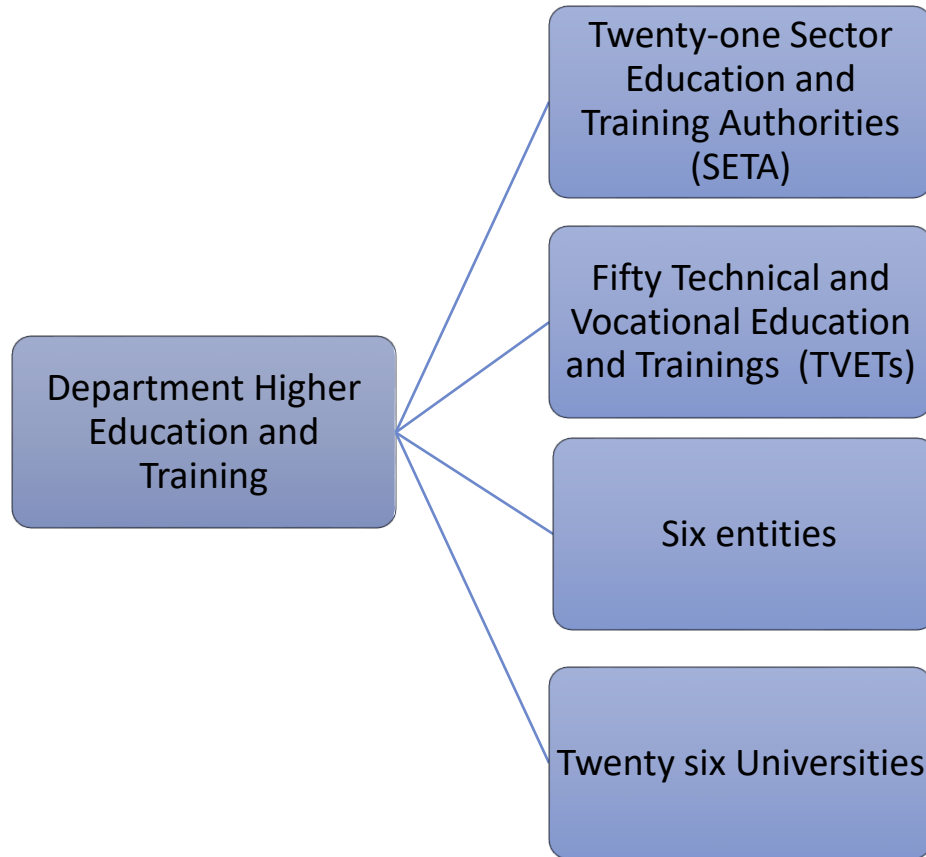 Twenty-one Sector
Education and
Training Authorities
(SETA)
Fifty Technical and
Vocational Education
and Trainings  (TVETs)
Department Higher
Education and
Training
Six entities
Twenty six Universities